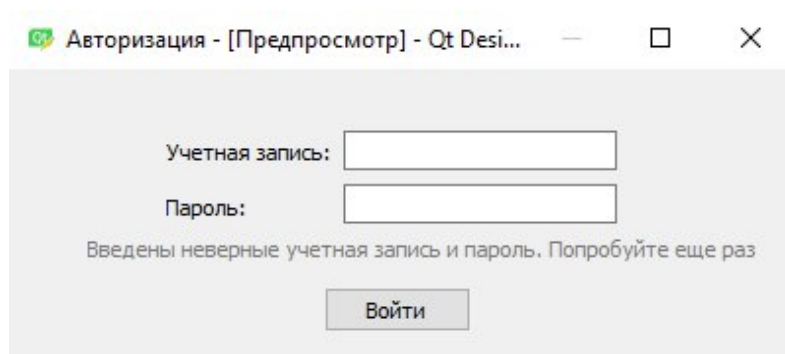 Авторизация - [Предпросмотр] - Qt Desi...
Учетная запись:
Пароль:
Введены неверные учетная запись и пароль. Попробуйте еще раз
Войти